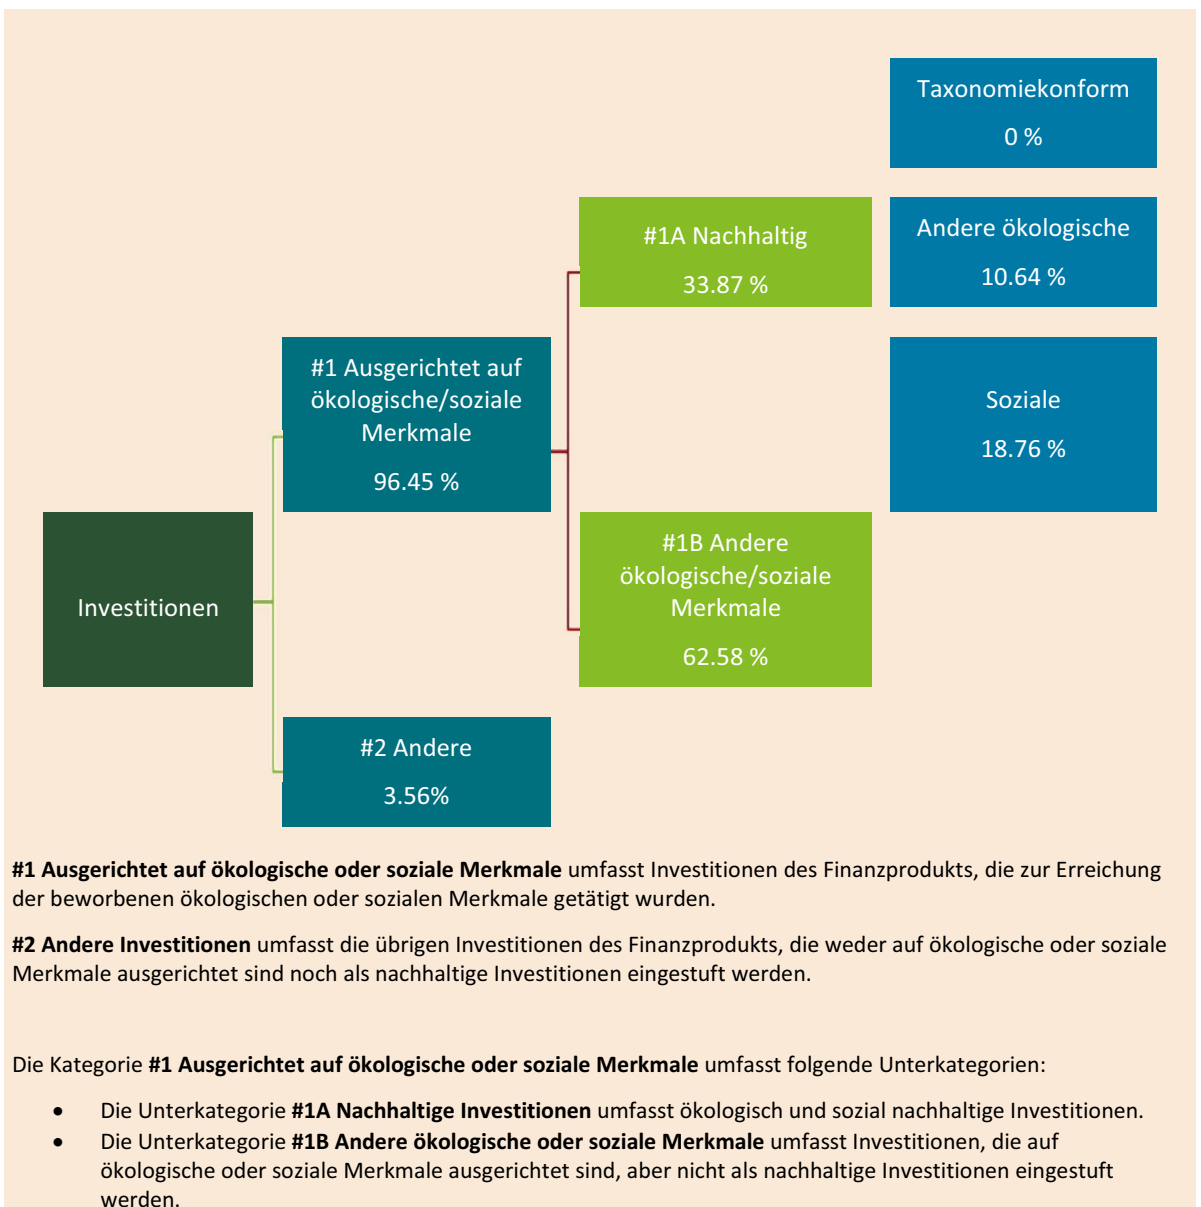 Taxonomiekonform
0 %
#1A Nachhaltig
33.87 %
Andere ökologische
10.64 %
#1 Ausgerichtet auf
ökologische/soziale
Merkmale
96.45 %
Soziale
18.76 %
Investitionen
#1B Andere
ökologische/soziale
Merkmale
62.58 %
#2 Andere
3.56%
#1 Ausgerichtet auf ökologische oder soziale Merkmale umfasst Investitionen des Finanzprodukts, die zur Erreichung
der beworbenen ökologischen oder sozialen Merkmale getätigt wurden.
#2 Andere Investitionen umfasst die übrigen Investitionen des Finanzprodukts, die weder auf ökologische oder soziale
Merkmale ausgerichtet sind noch als nachhaltige Investitionen eingestuft werden.
Die Kategorie #1 Ausgerichtet auf ökologische oder soziale Merkmale umfasst folgende Unterkategorien:
• Die Unterkategorie #1A Nachhaltige Investitionen umfasst ökologisch und sozial nachhaltige Investitionen.
• Die Unterkategorie #1B Andere ökologische oder soziale Merkmale umfasst Investitionen, die auf
ökologische oder soziale Merkmale ausgerichtet sind, aber nicht als nachhaltige Investitionen eingestuft
werden.